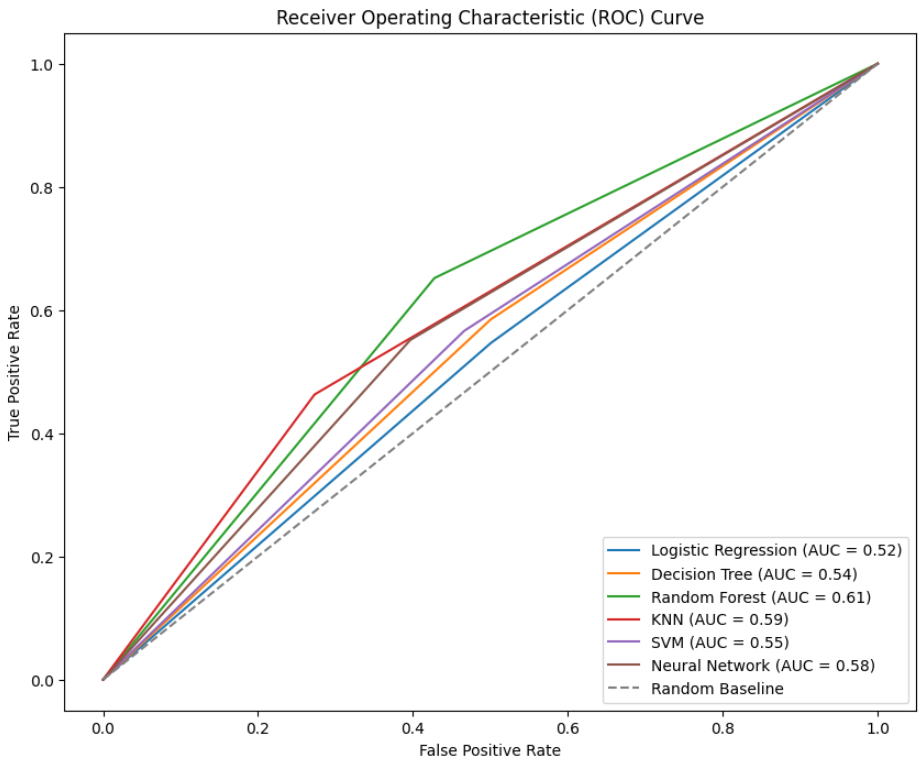 Receiver Operating Characteristic (ROC) Curve
True Positive Rate
1.0
0.8
0.6
0.4
0.2
0.0
Logistic Regression (AUC = 0.52)
Decision Tree (AUC = 0.54)
Random Forest (AUC = 0.61)
KNN (AUC = 0.59)
SVM (AUC = 0.55)
Neural Network (AUC = 0.58)
Random Baseline
0.0 0.2 0.4 0.6 0.8 1.0
False Positive Rate